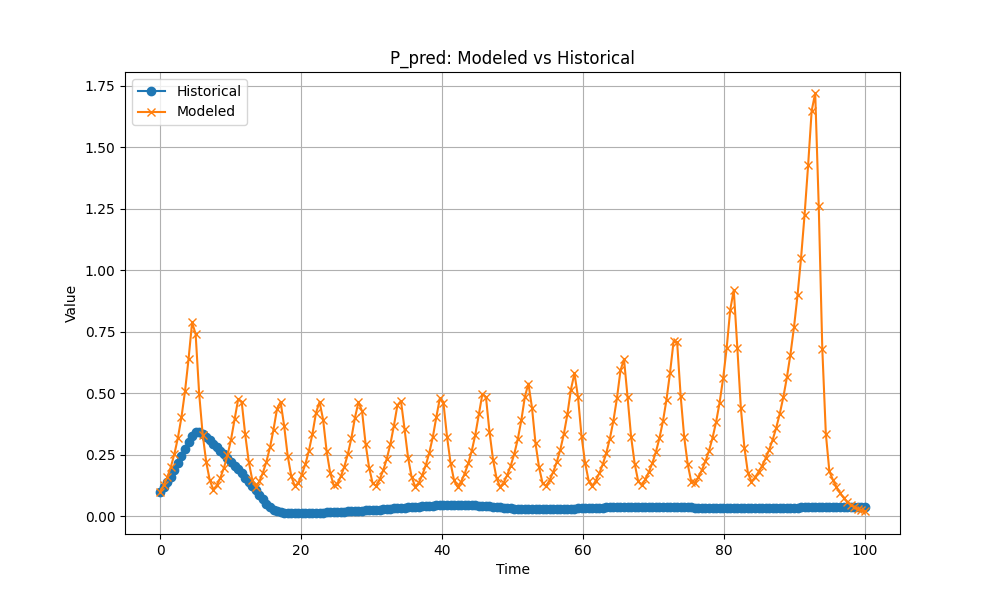 P_pred: Modeled vs Historical
Historical
Modeled
Value
1.75
1.50
1.25
1.00
0.75
0.50
0.25
0.00
0 20 40 60 80 100
Time